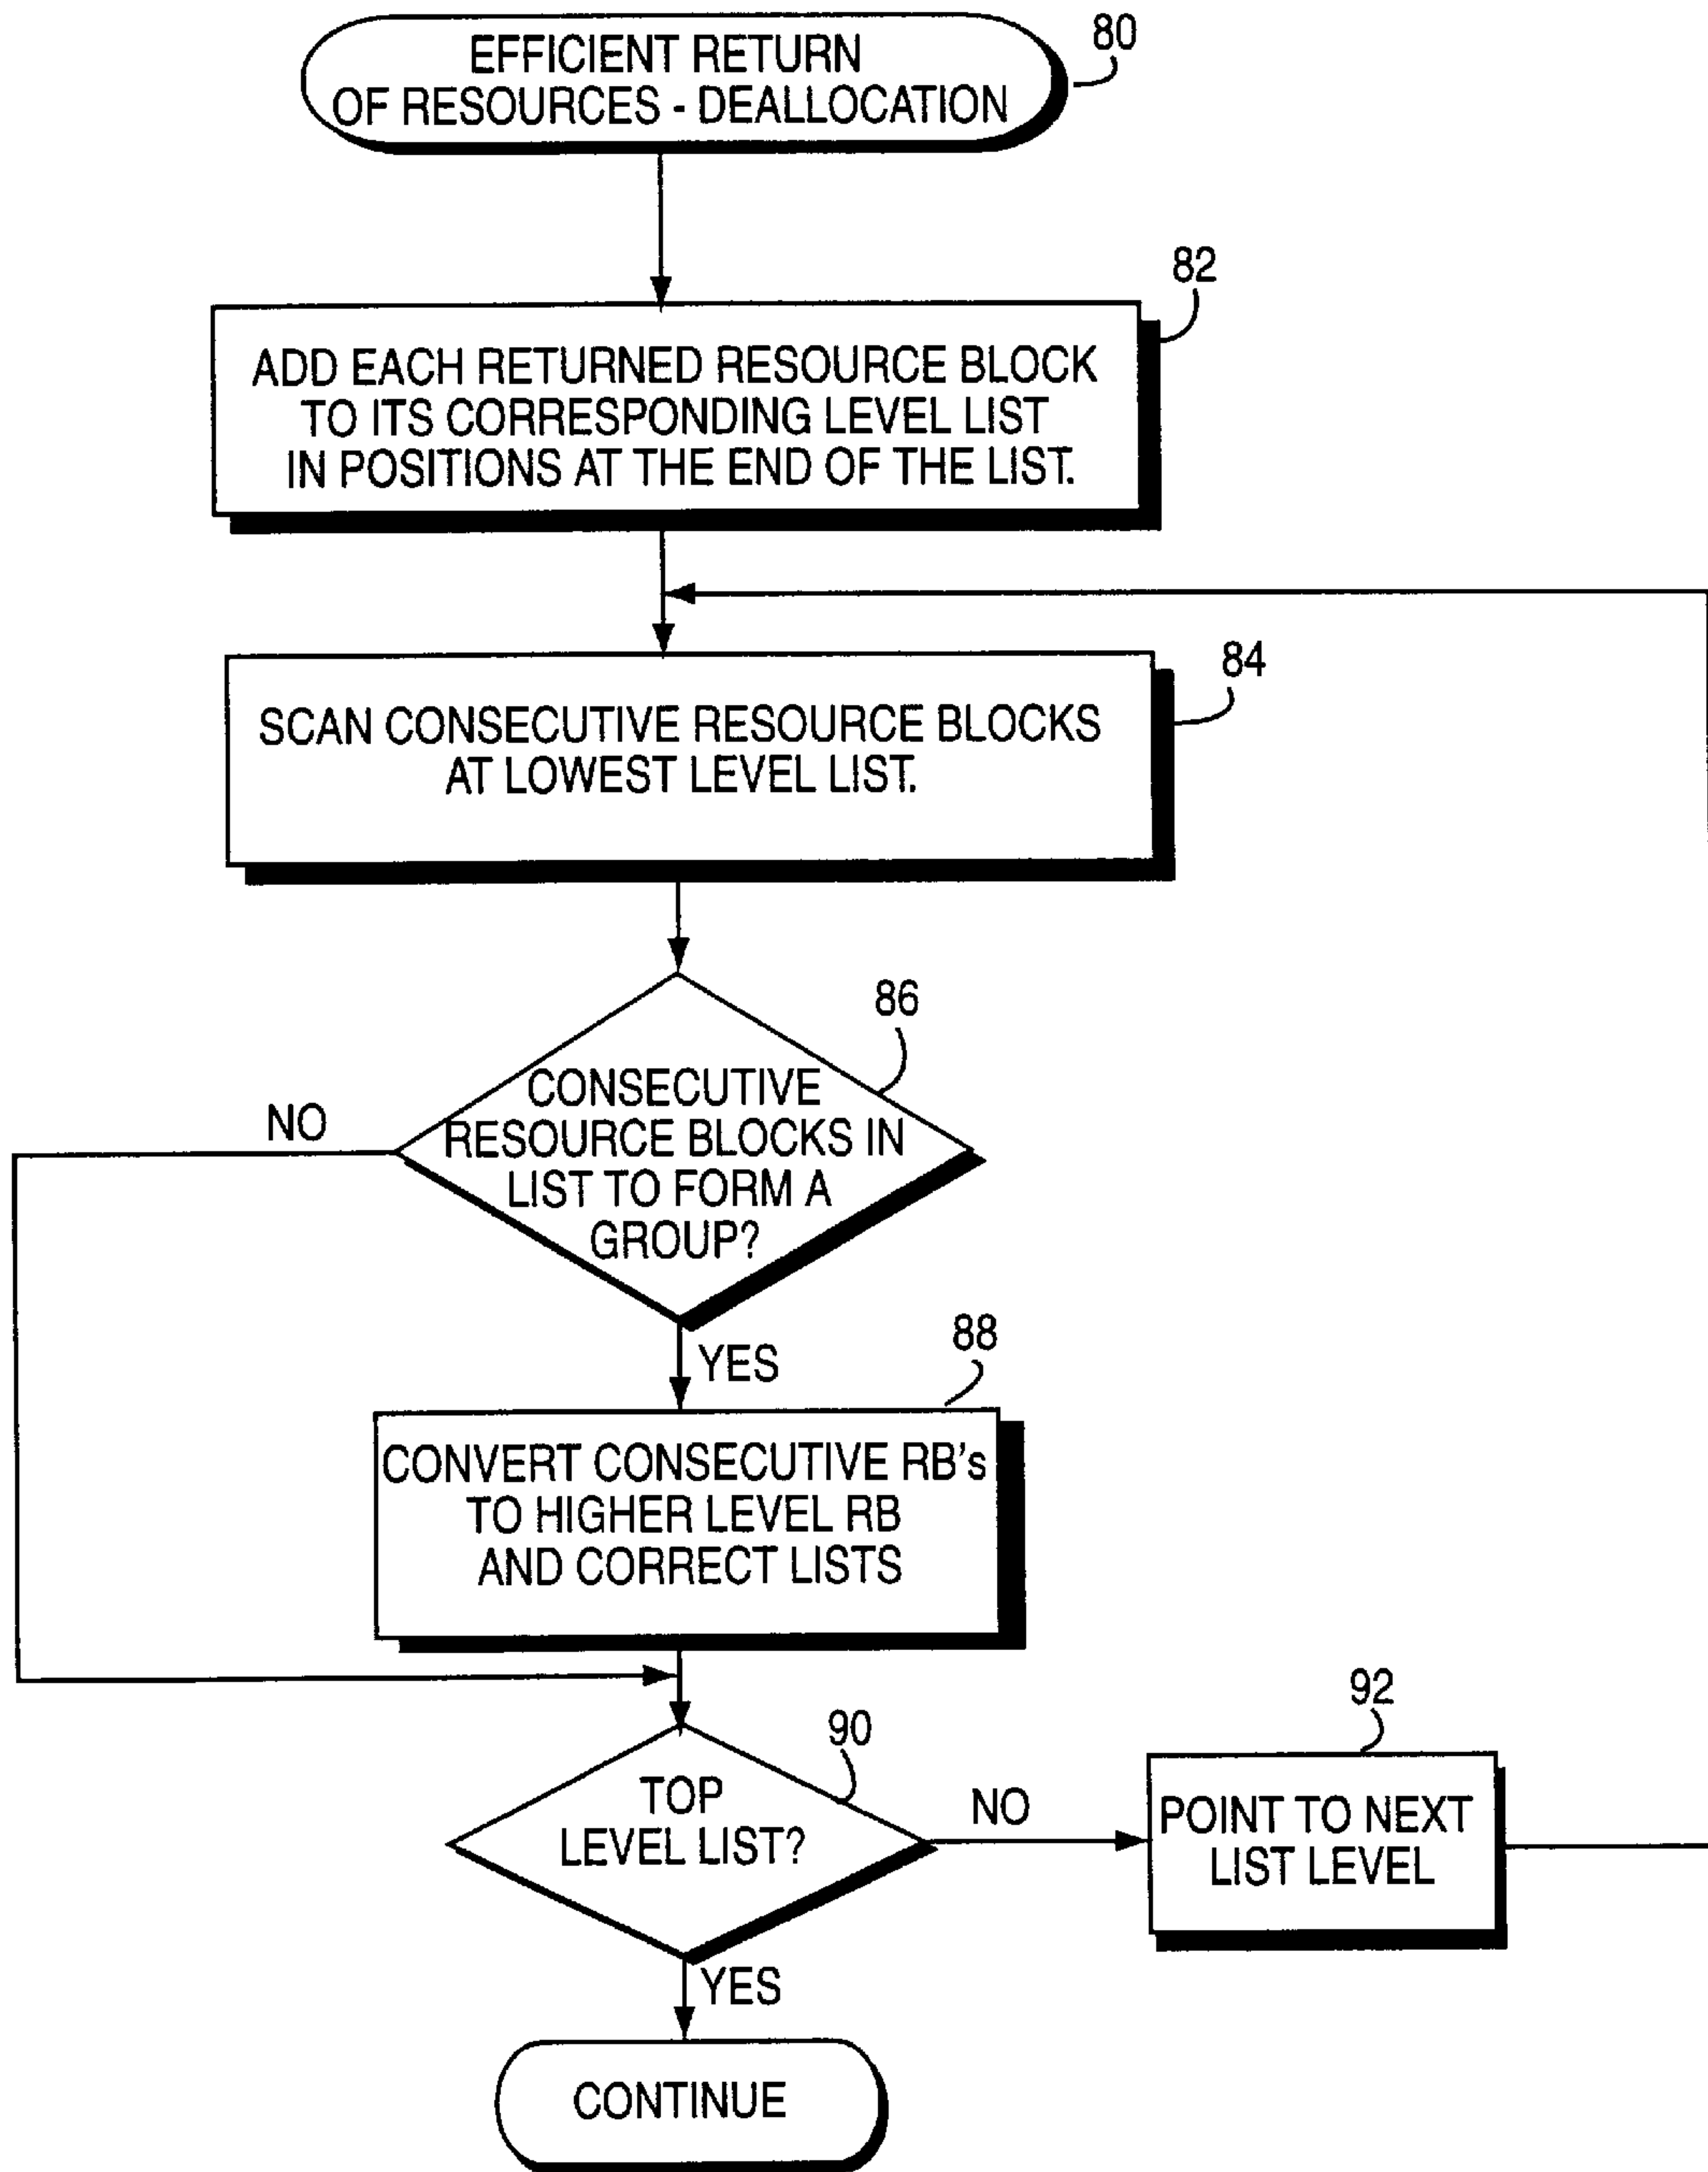 EFFICIENT RETURN
OF RESOURCES - DEALLOCATION
80
82
ADD EACH RETURNED RESOURCE BLOCK
TO ITS CORRESPONDING LEVEL LIST
IN POSITIONS AT THE END OF THE LIST.
84
SCAN CONSECUTIVE RESOURCE BLOCKS
AT LOWEST LEVEL LIST.
86
CONSECUTIVE
RESOURCE BLOCKS IN
LIST TO FORM A
GROUP?
NO
YES
88
CONVERT CONSECUTIVE RB's
TO HIGHER LEVEL RB
AND CORRECT LISTS
90
TOP
LEVEL LIST?
NO
92
POINT TO NEXT
LIST LEVEL
YES
CONTINUE